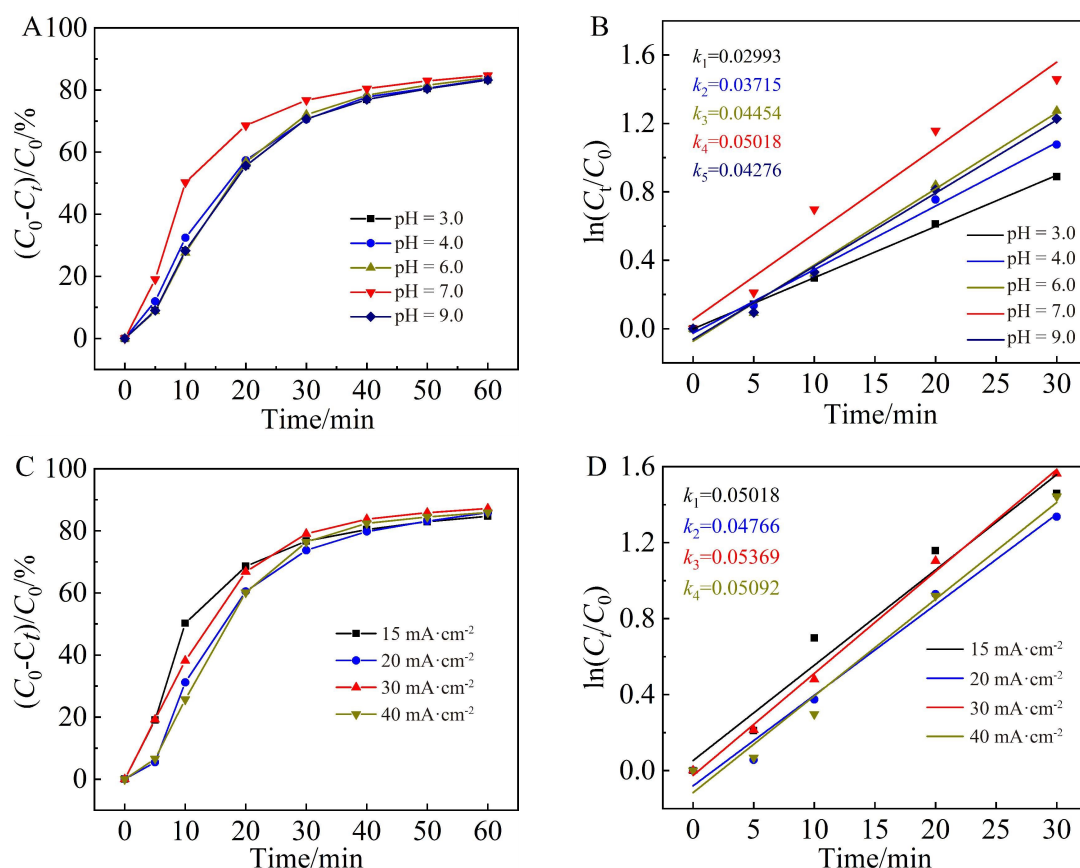 A
100
80
60
40
20
0
(C₀-Cₜ)/C₀/%
pH = 3.0
pH = 4.0
pH = 6.0
pH = 7.0
pH = 9.0
0 10 20 30 40 50 60
Time/min
B
1.6
1.2
0.8
0.4
0.0
ln(Cₜ/C₀)
k₁=0.02993
k₂=0.03715
k₃=0.04454
k₄=0.05018
k₅=0.04276
pH = 3.0
pH = 4.0
pH = 6.0
pH = 7.0
pH = 9.0
0 5 10 15 20 25 30
Time/min
C
100
80
60
40
20
0
(C₀-Cₜ)/C₀/%
15 mA·cm⁻²
20 mA·cm⁻²
30 mA·cm⁻²
40 mA·cm⁻²
0 10 20 30 40 50 60
Time/min
D
1.6
1.2
0.8
0.4
0.0
ln(Cₜ/C₀)
k₁=0.05018
k₂=0.04766
k₃=0.05369
k₄=0.05092
15 mA·cm⁻²
20 mA·cm⁻²
30 mA·cm⁻²
40 mA·cm⁻²
0 5 10 15 20 25 30
Time/min